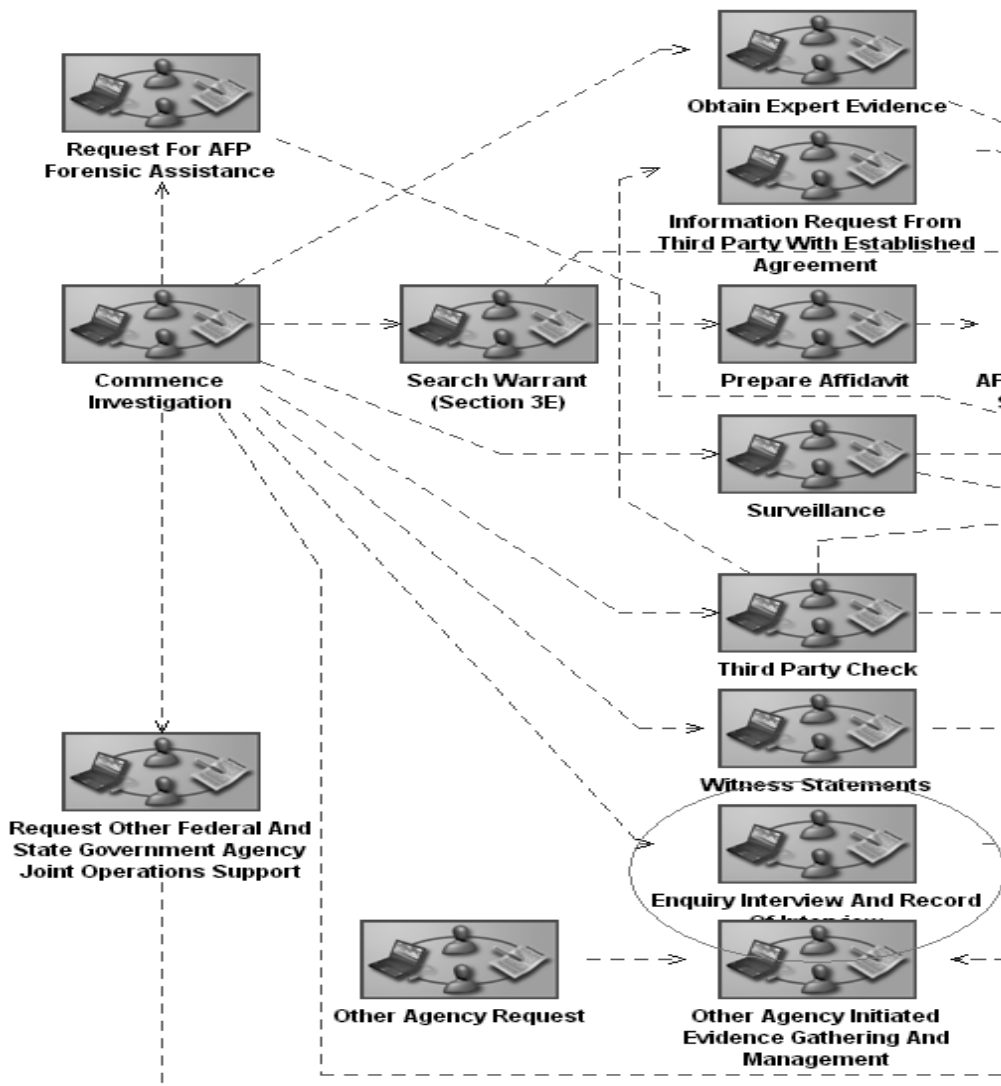 Obtain Expert Evidence
Request For AFP
Forensic Assistance
Information Request From
Third Party With Established
Agreement
Commence
Investigation
Search Warrant
(Section 3E)
Prepare Affidavit
Surveillance
Third Party Check
Witness Statements
Request Other Federal And
State Government Agency
Joint Operations Support
Enquiry Interview And Record
Of Interview
Other Agency Request
Other Agency Initiated
Evidence Gathering And
Management